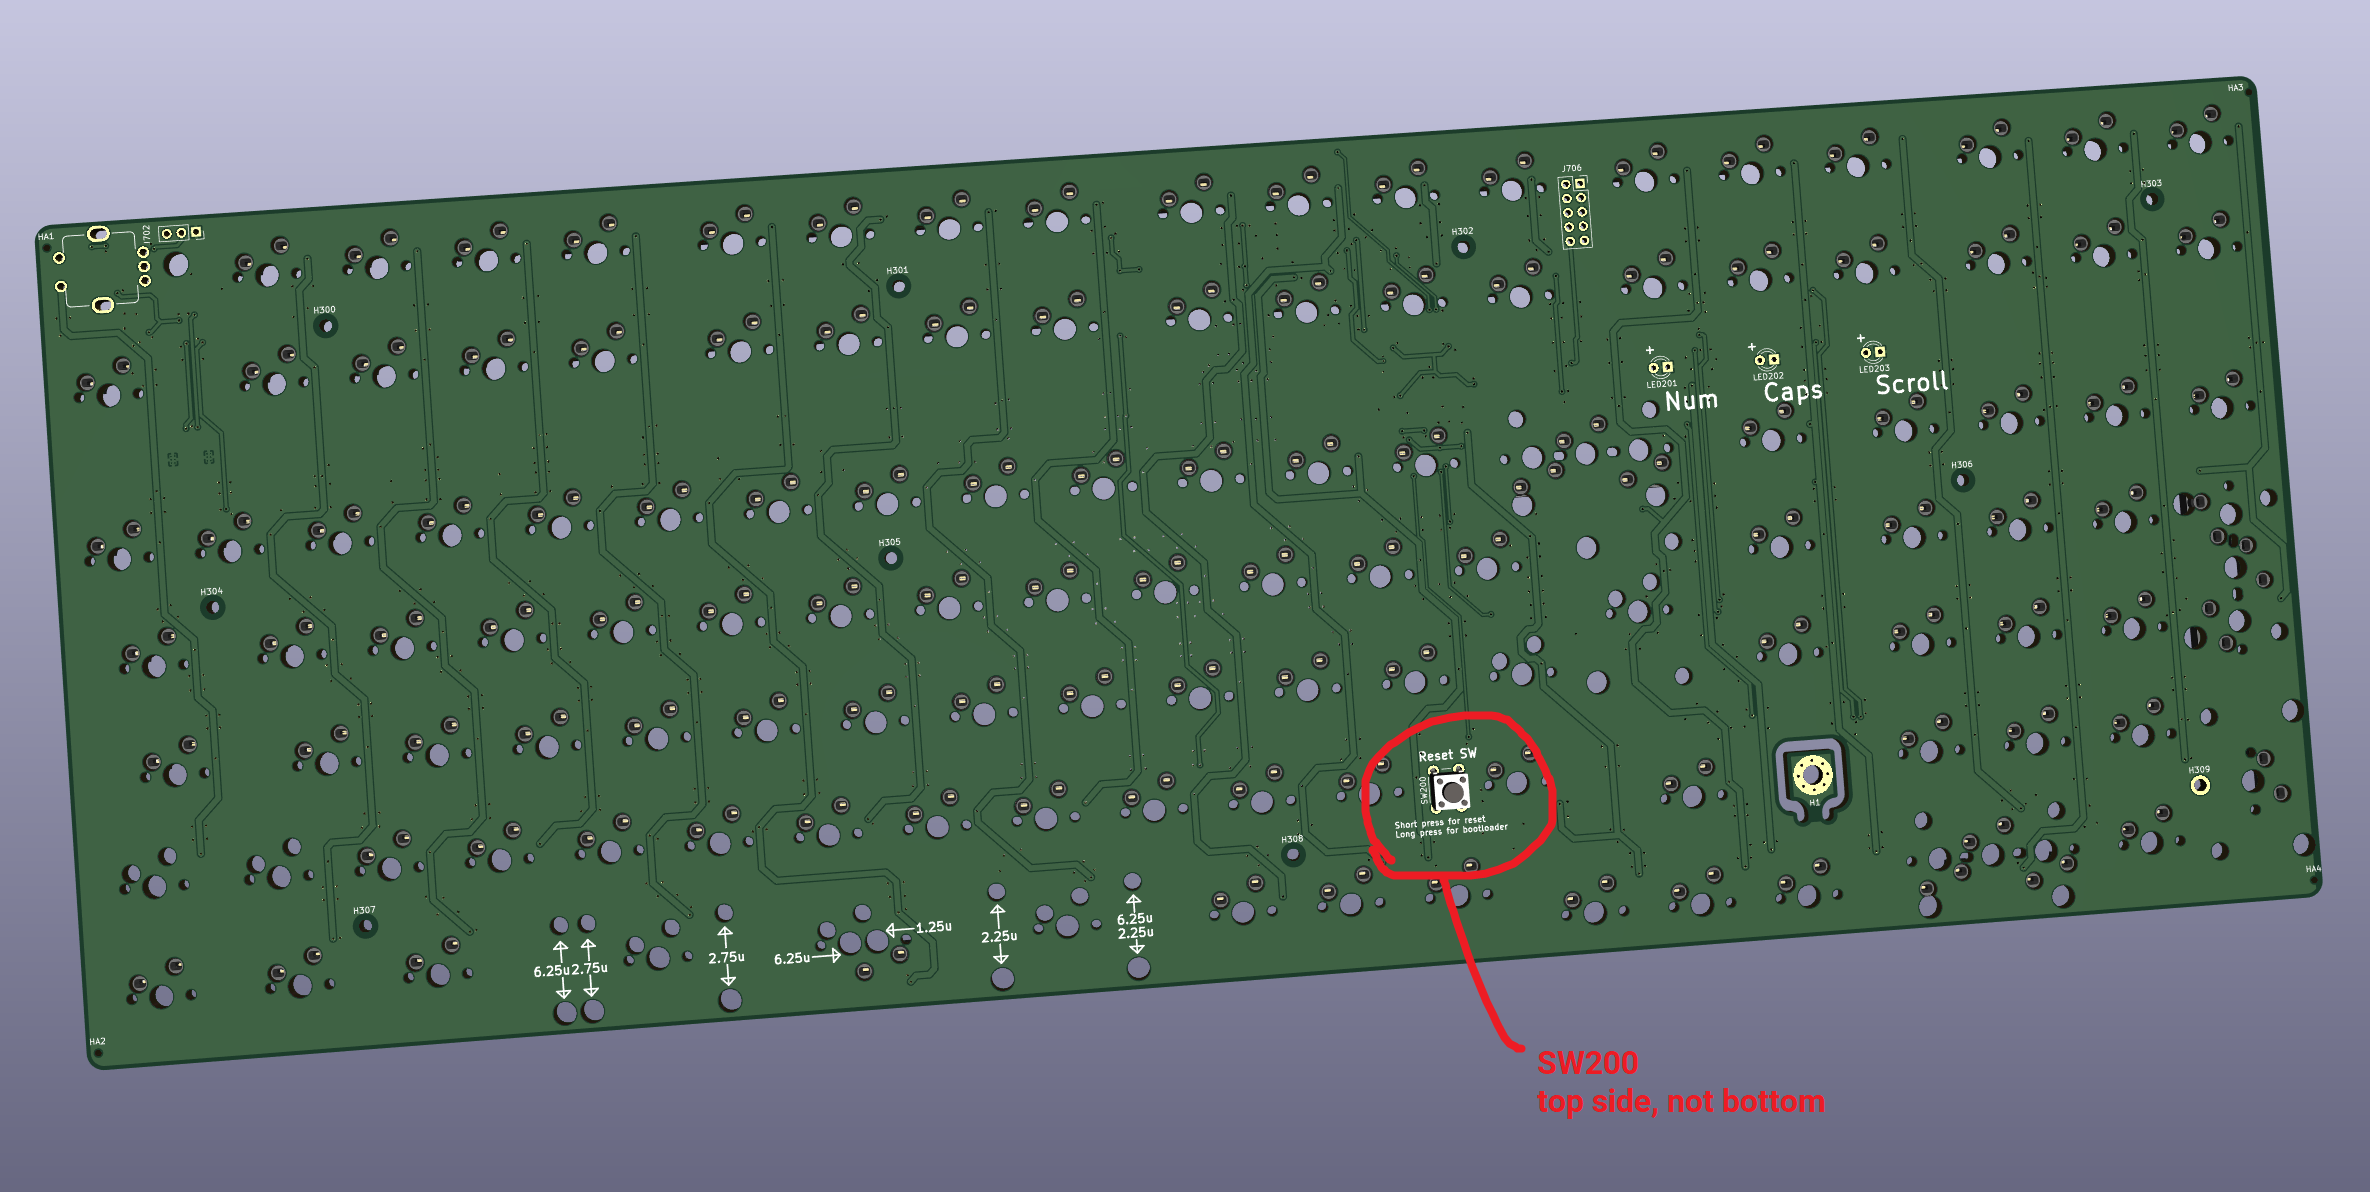 HA3
J706
H303
J702
HA1
H302
H301
H300
LED201
Num
LED202
Caps
LED203
Scroll
H306
H305
H304
Reset SW
SW200
Short press for reset
Long press for bootloader
H1
H309
H308
HA4
H307
6.25u
2.75u
2.75u
6.25u
1.25u
2.25u
6.25u
2.25u
HA2
SW200
top side, not bottom